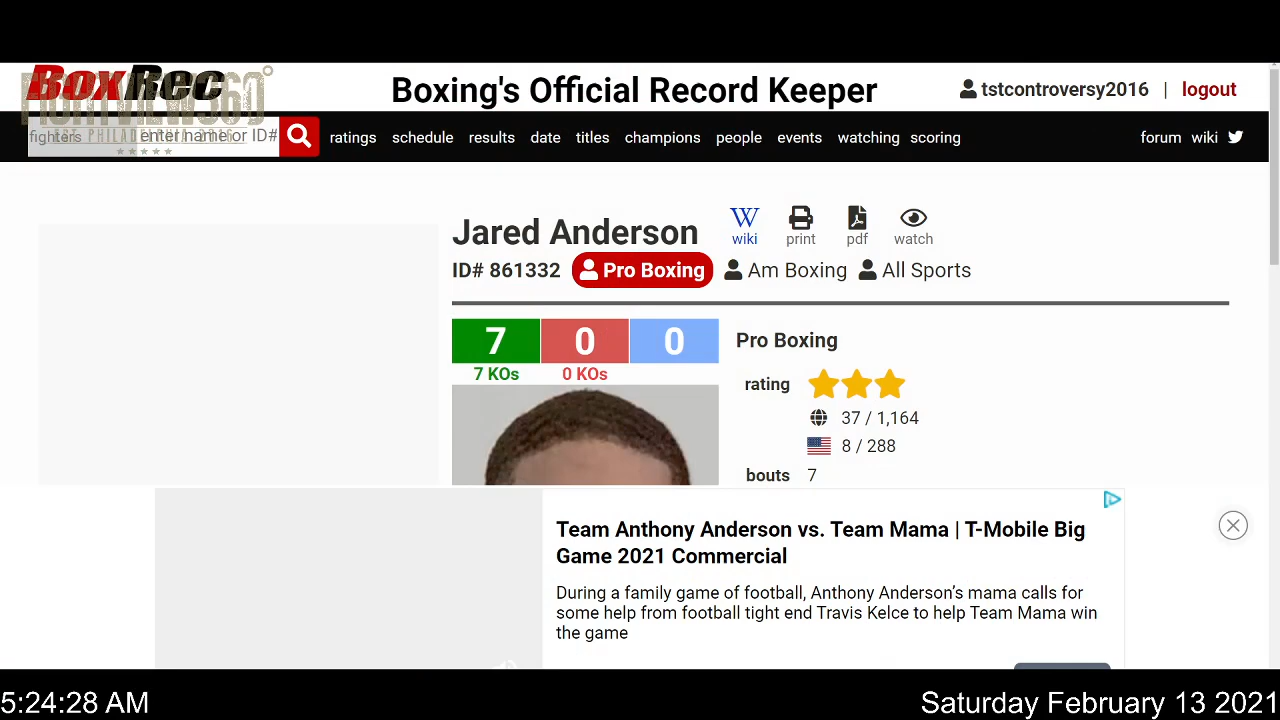 BoxRec
FIGHTVIEW360°
EST. PHILADELPHIA
Boxing's Official Record Keeper
tstcontroversy2016 | logout
fighters enter name or ID#
ratings schedule results date titles champions people events watching scoring forum wiki
Jared Anderson
W
wiki print pdf watch
ID# 861332 Pro Boxing Am Boxing All Sports
7 0 0
7 KOs 0 KOs
Pro Boxing
rating
37 / 1,164
8 / 288
bouts 7
Team Anthony Anderson vs. Team Mama | T-Mobile Big
Game 2021 Commercial
During a family game of football, Anthony Anderson's mama calls for
some help from football tight end Travis Kelce to help Team Mama win
the game
5:24:28 AM
Saturday February 13 2021